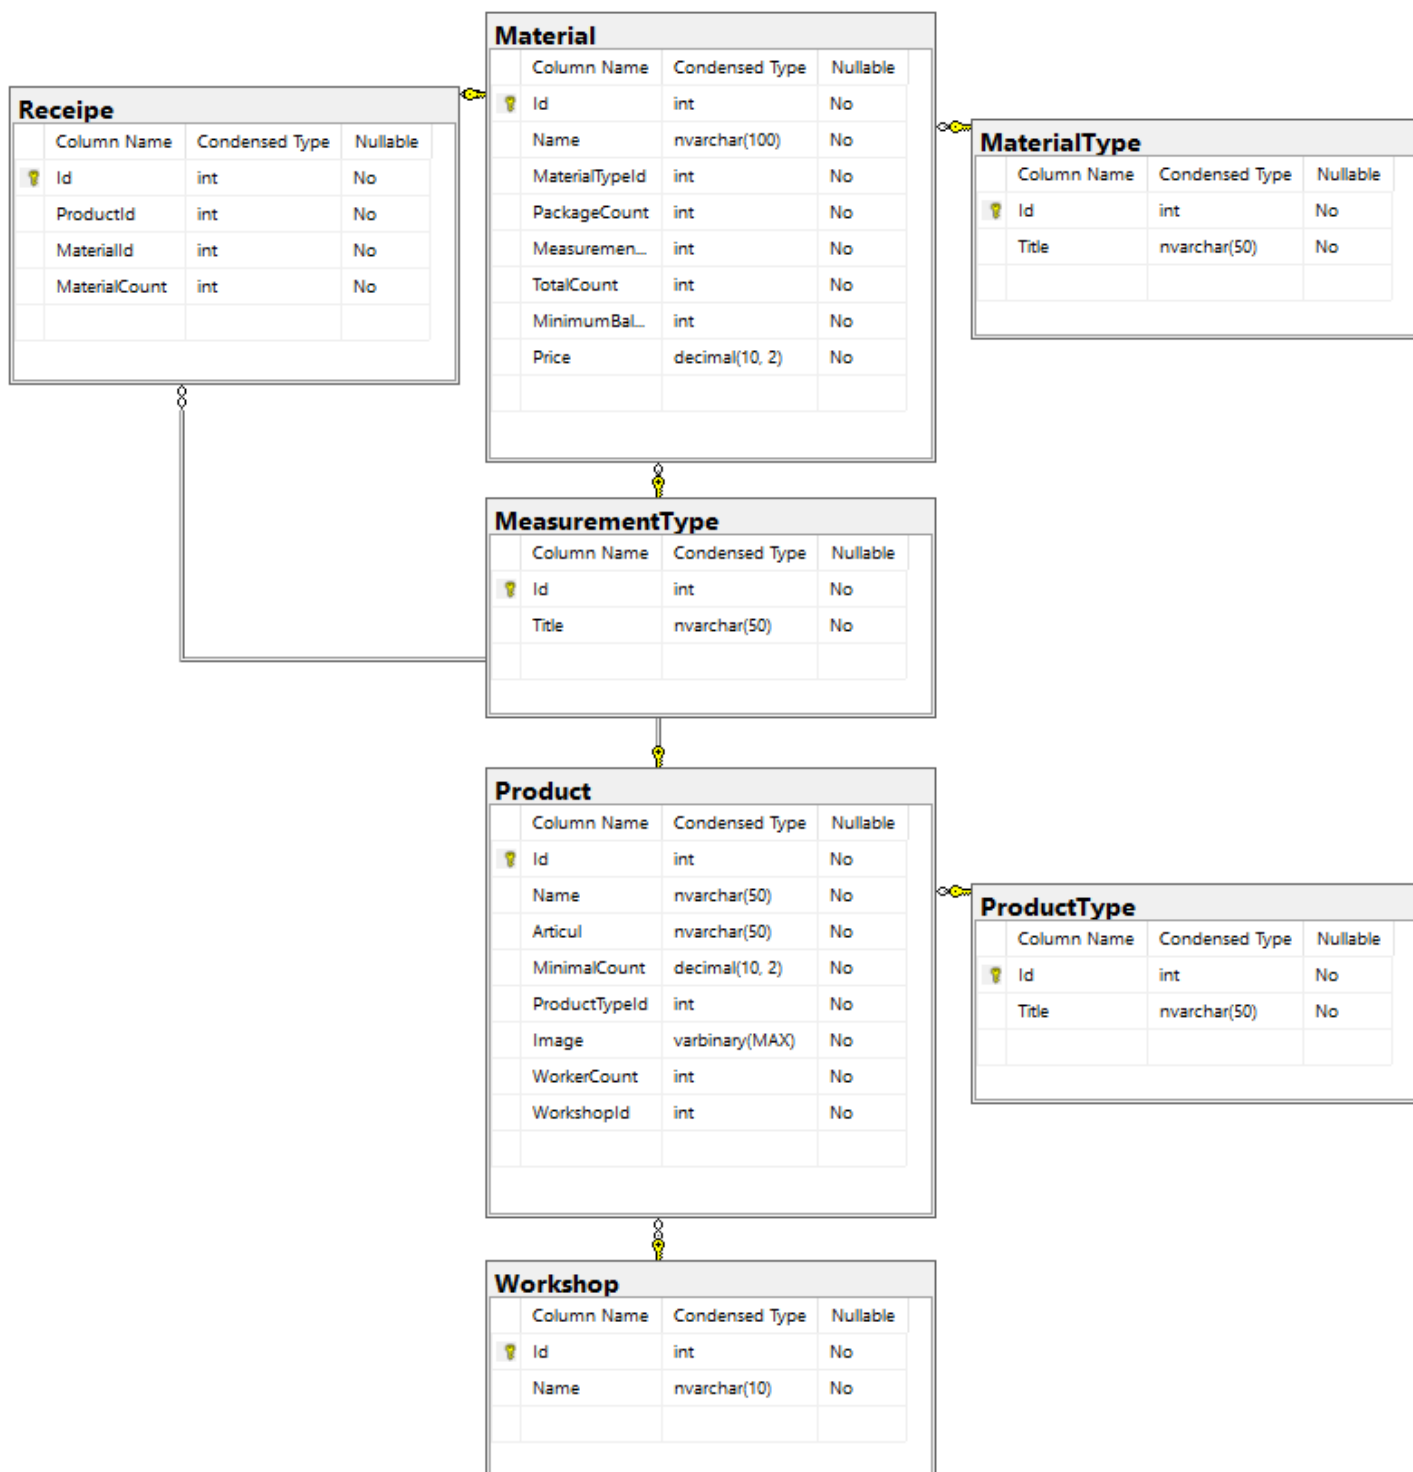 Receipe
Column Name Condensed Type Nullable
Id int No
ProductId int No
MaterialId int No
MaterialCount int No
Material
Column Name Condensed Type Nullable
Id int No
Name nvarchar(100) No
MaterialTypeId int No
PackageCount int No
Measuremen... int No
TotalCount int No
MinimumBal... int No
Price decimal(10, 2) No
MaterialType
Column Name Condensed Type Nullable
Id int No
Title nvarchar(50) No
MeasurementType
Column Name Condensed Type Nullable
Id int No
Title nvarchar(50) No
Product
Column Name Condensed Type Nullable
Id int No
Name nvarchar(50) No
Articul nvarchar(50) No
MinimalCount decimal(10, 2) No
ProductTypeId int No
Image varbinary(MAX) No
WorkerCount int No
WorkshopId int No
ProductType
Column Name Condensed Type Nullable
Id int No
Title nvarchar(50) No
Workshop
Column Name Condensed Type Nullable
Id int No
Name nvarchar(10) No